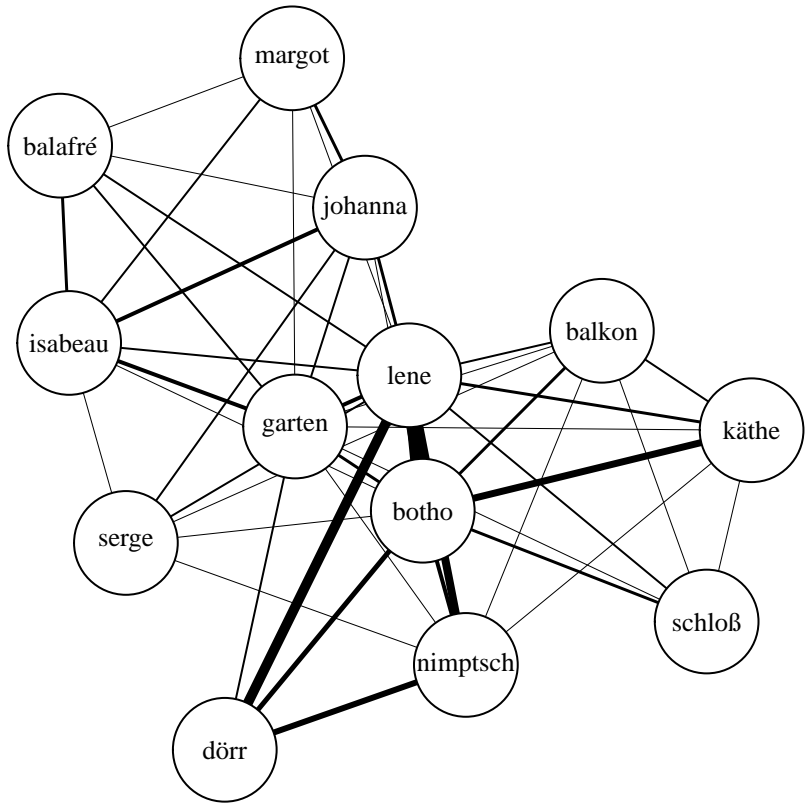 margot
balafré
johanna
isabeau
balkon
lene
garten
käthe
botho
serge
schloß
nimptsch
dörr